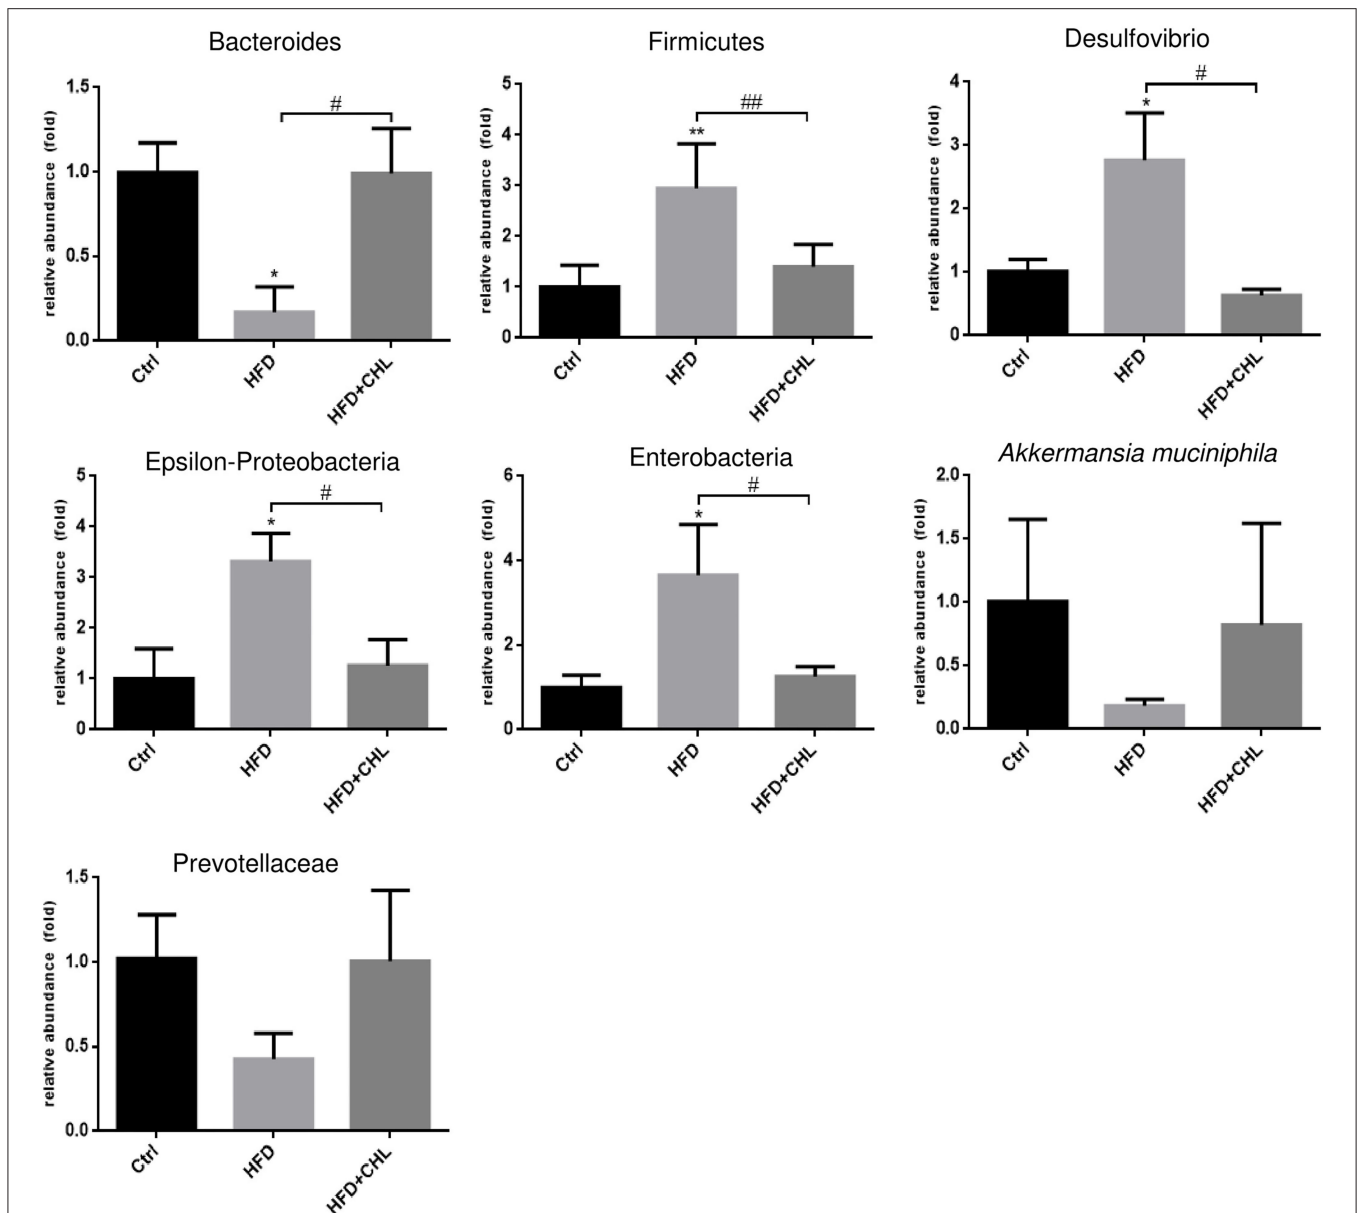 Bacteroides
relative abundance (fold)
1.5
1.0
0.5
0.0
#
*
Ctrl
HFD
HFD+CHL
Firmicutes
relative abundance (fold)
5
4
3
2
1
0
##
**
Ctrl
HFD
HFD+CHL
Desulfovibrio
relative abundance (fold)
4
3
2
1
0
#
*
Ctrl
HFD
HFD+CHL
Epsilon-Proteobacteria
relative abundance (fold)
5
4
3
2
1
0
#
*
Ctrl
HFD
HFD+CHL
Enterobacteria
relative abundance (fold)
6
4
2
0
#
*
Ctrl
HFD
HFD+CHL
Akkermansia muciniphila
relative abundance (fold)
2.0
1.5
1.0
0.5
0.0
Ctrl
HFD
HFD+CHL
Prevotellaceae
relative abundance (fold)
1.5
1.0
0.5
0.0
Ctrl
HFD
HFD+CHL